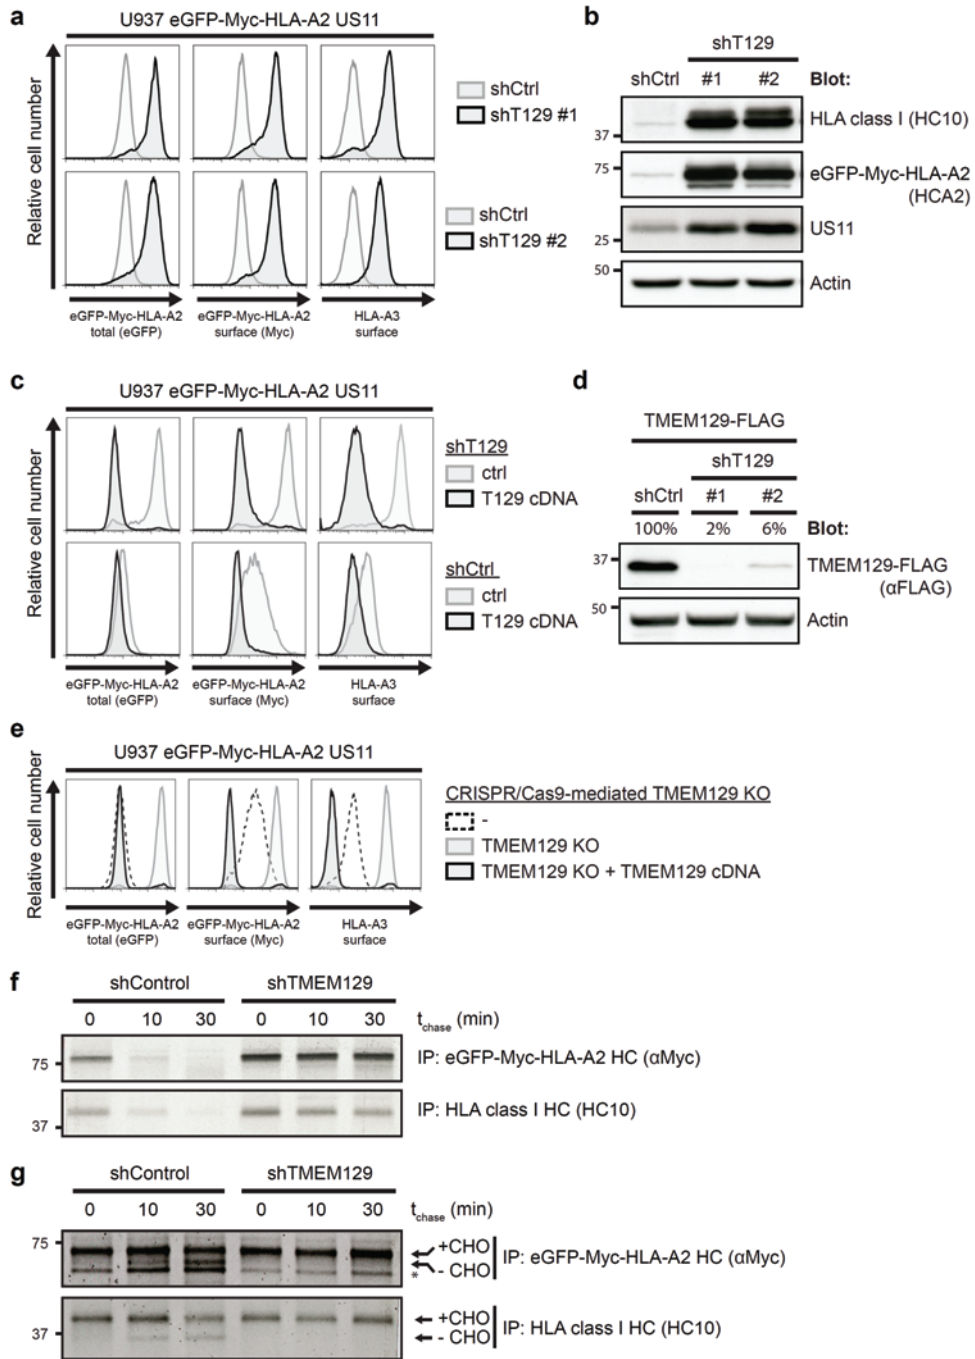 a
U937 eGFP-Myc-HLA-A2 US11
Relative cell number
shCtrl
shT129 #1
shCtrl
shT129 #2
eGFP-Myc-HLA-A2
total (eGFP)
eGFP-Myc-HLA-A2
surface (Myc)
HLA-A3
surface
b
shT129
shCtrl #1 #2 Blot:
37
HLA class I (HC10)
75
eGFP-Myc-HLA-A2
(HCA2)
25
US11
50
Actin
c
U937 eGFP-Myc-HLA-A2 US11
Relative cell number
shT129
ctrl
T129 cDNA
shCtrl
ctrl
T129 cDNA
eGFP-Myc-HLA-A2
total (eGFP)
eGFP-Myc-HLA-A2
surface (Myc)
HLA-A3
surface
d
TMEM129-FLAG
shT129
shCtrl #1 #2
100% 2% 6% Blot:
37
TMEM129-FLAG
(αFLAG)
50
Actin
e
U937 eGFP-Myc-HLA-A2 US11
Relative cell number
CRISPR/Cas9-mediated TMEM129 KO
-
TMEM129 KO
TMEM129 KO + TMEM129 cDNA
eGFP-Myc-HLA-A2
total (eGFP)
eGFP-Myc-HLA-A2
surface (Myc)
HLA-A3
surface
f
shControl shTMEM129
0 10 30 0 10 30 tchase (min)
75
IP: eGFP-Myc-HLA-A2 HC (αMyc)
37
IP: HLA class I HC (HC10)
g
shControl shTMEM129
0 10 30 0 10 30 tchase (min)
75
+CHO
- CHO
*
IP: eGFP-Myc-HLA-A2 HC (αMyc)
37
+CHO
- CHO
IP: HLA class I HC (HC10)